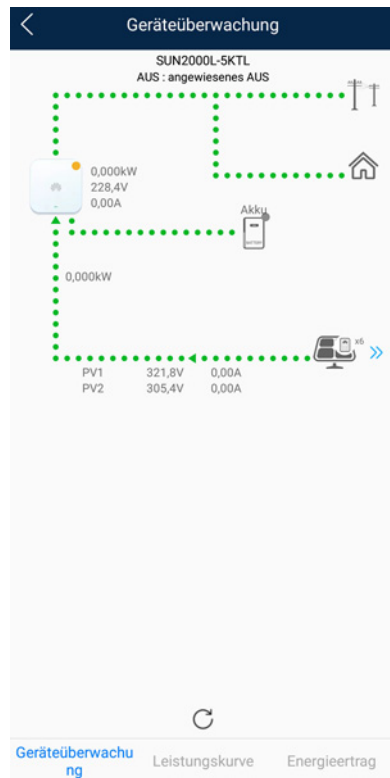 Geräteüberwachung
SUN2000L-5KTL
AUS : angewiesenes AUS
0,000kW
228,4V
0,00A
Akku
BATTERY
0,000kW
x6
PV1 321,8V 0,00A
PV2 305,4V 0,00A
Geräteüberwachu
ng
Leistungskurve
Energieertrag